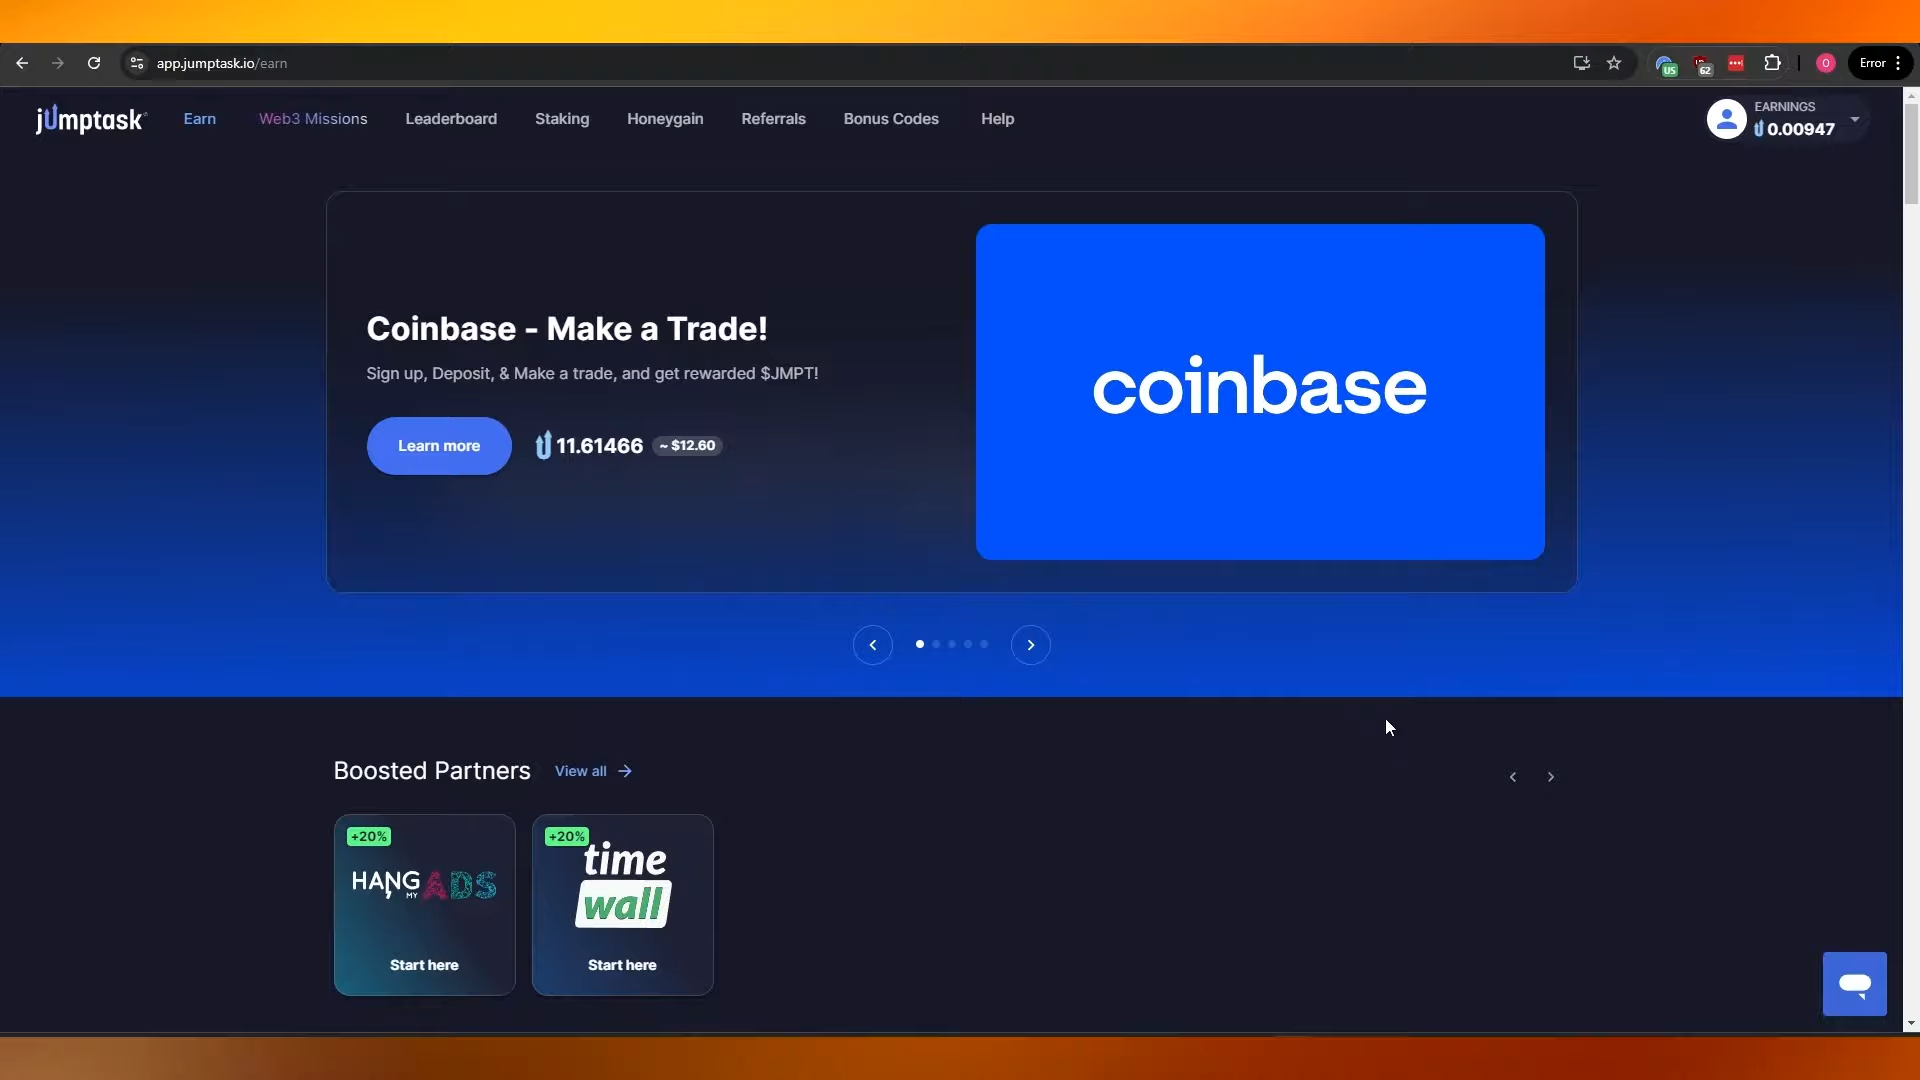 app.jumptask.io/earn
US
62
O
Error
jumptask
Earn
Web3 Missions
Leaderboard
Staking
Honeygain
Referrals
Bonus Codes
Help
EARNINGS
0.00947
Coinbase - Make a Trade!
Sign up, Deposit, & Make a trade, and get rewarded $JMPT!
Learn more
11.61466
~ $12.60
coinbase
Boosted Partners
View all
+20%
HANG MY ADS
Start here
+20%
time
wall
Start here